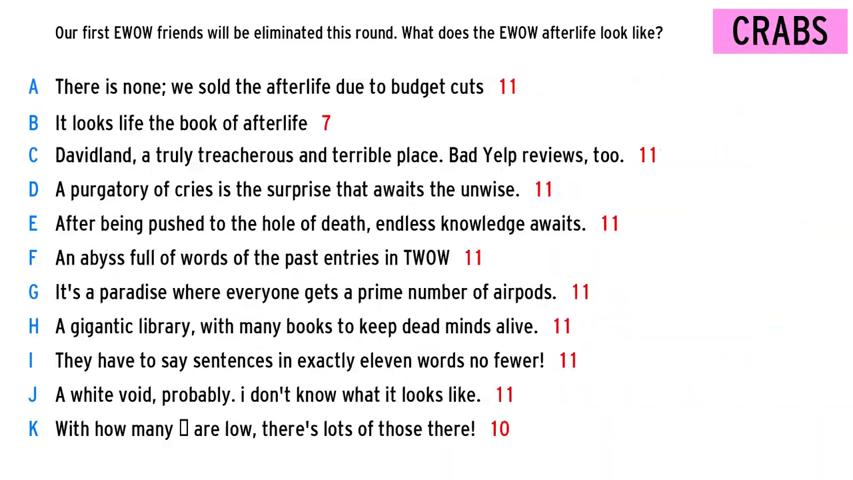 Our first EWOW friends will be eliminated this round. What does the EWOW afterlife look like?
CRABS
A There is none; we sold the afterlife due to budget cuts 11
B It looks life the book of afterlife 7
C Davidland, a truly treacherous and terrible place. Bad Yelp reviews, too. 11
D A purgatory of cries is the surprise that awaits the unwise. 11
E After being pushed to the hole of death, endless knowledge awaits. 11
F An abyss full of words of the past entries in TWOW 11
G It's a paradise where everyone gets a prime number of airpods. 11
H A gigantic library, with many books to keep dead minds alive. 11
I They have to say sentences in exactly eleven words no fewer! 11
J A white void, probably. i don't know what it looks like. 11
K With how many ▯ are low, there's lots of those there! 10